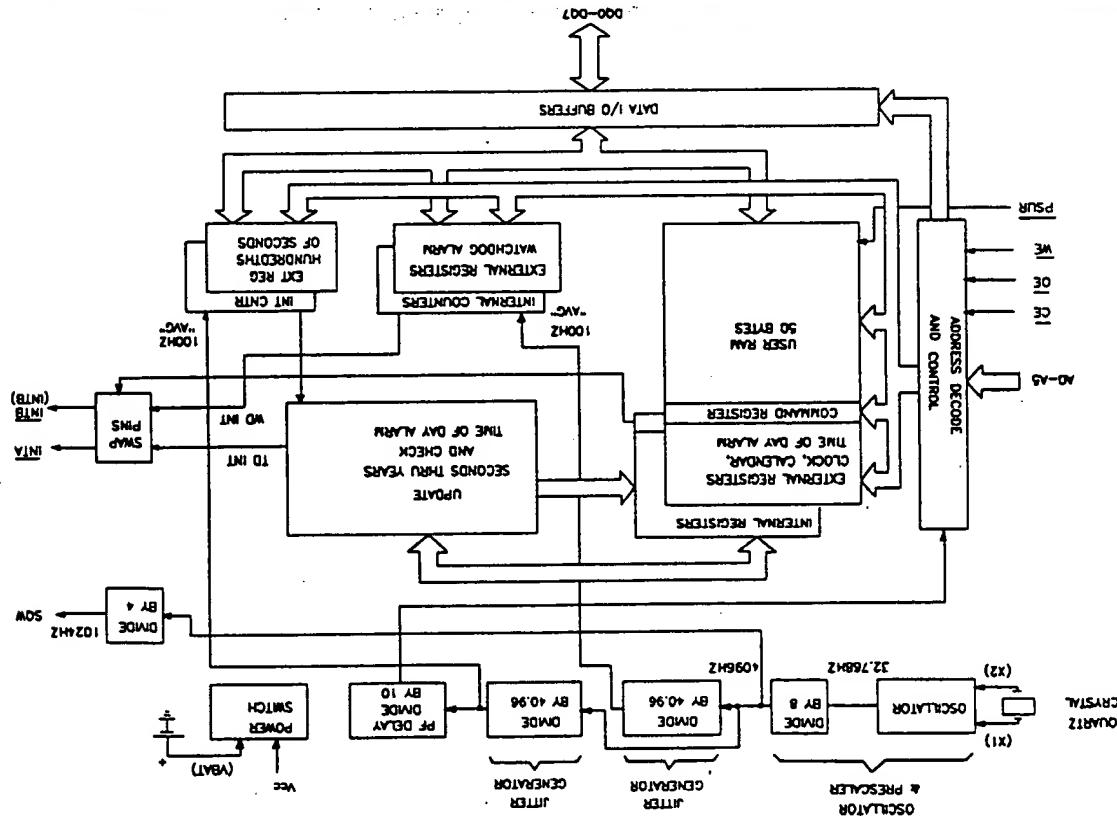 OSCILLATOR
& PRESCALER
JITTER
GENERATOR
JITTER
GENERATOR
Vcc
(VBAT)
+
QUARTZ
CRYSTAL
(X1)
(X2)
OSCILLATOR
DIVIDE
BY 8
DIVIDE
BY 40.96
DIVIDE
BY 40.96
PF DELAY
DIVIDE
BY 10
POWER
SWITCH
32.768HZ
4096HZ
DIVIDE
BY 4
1024HZ
SQW
ADDRESS DECODE
AND CONTROL
A0-A5
CE
OE
WE
PSUR
INTERNAL REGISTERS
EXTERNAL REGISTERS
CLOCK, CALENDAR,
TIME OF DAY ALARM
COMMAND REGISTER
USER RAM
50 BYTES
UPDATE
SECONDS THRU YEARS
AND CHECK
TIME OF DAY ALARM
TD INT
WD INT
SWAP
PINS
INTA
INTB
(INTB)
100HZ
"AVG"
100HZ
"AVG"
INTERNAL COUNTERS
EXTERNAL REGISTERS
WATCHDOG ALARM
INT CNTR
EXT REG
HUNDREDTHS
OF SECONDS
DATA I/O BUFFERS
DQ0-DQ7